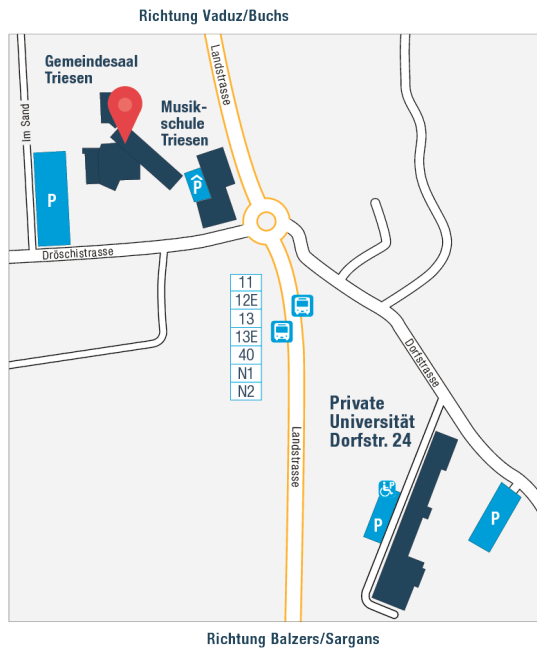 Richtung Vaduz/Buchs
Gemeindesaal
Triesen
Landstrasse
Im Sand
Musik-
schule
Triesen
P
P
Dröschistrasse
11
12E
13
13E
40
N1
N2
Dorfstrasse
Private
Universität
Dorfstr. 24
Landstrasse
P
P
P
Richtung Balzers/Sargans